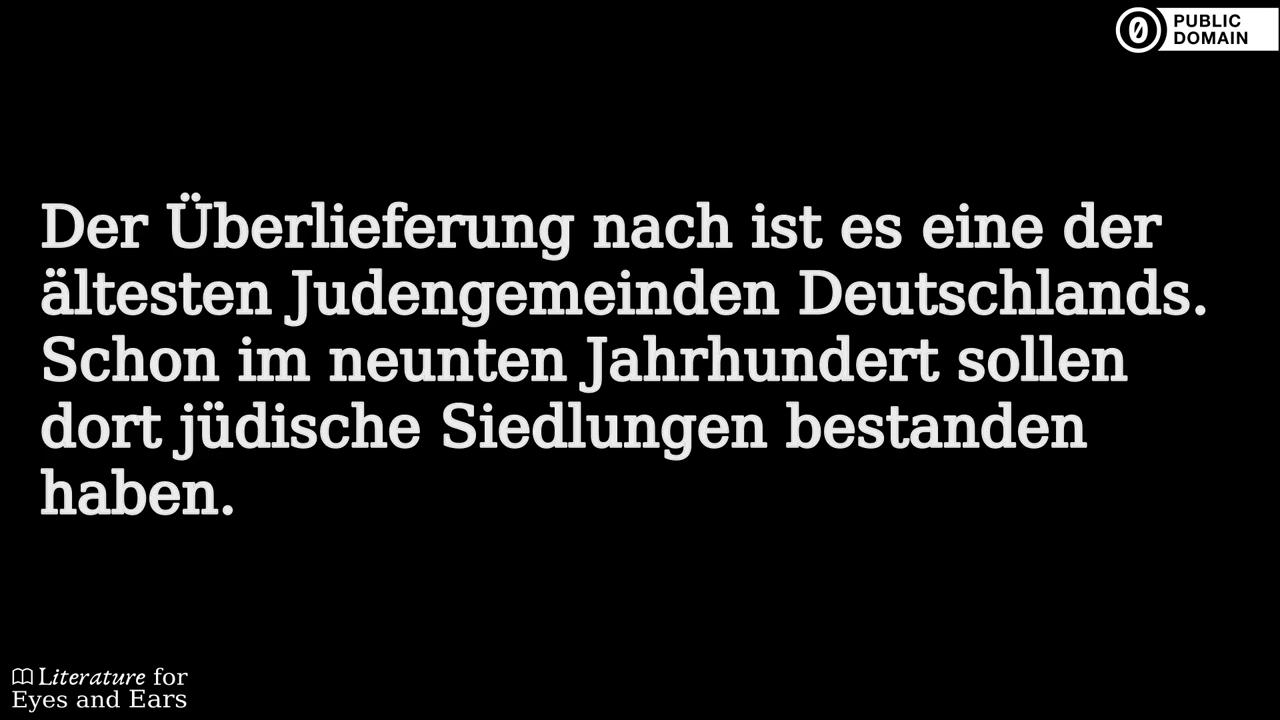 PUBLIC
DOMAIN
Der Überlieferung nach ist es eine der
ältesten Judengemeinden Deutschlands.
Schon im neunten Jahrhundert sollen
dort jüdische Siedlungen bestanden
haben.
Literature for
Eyes and Ears